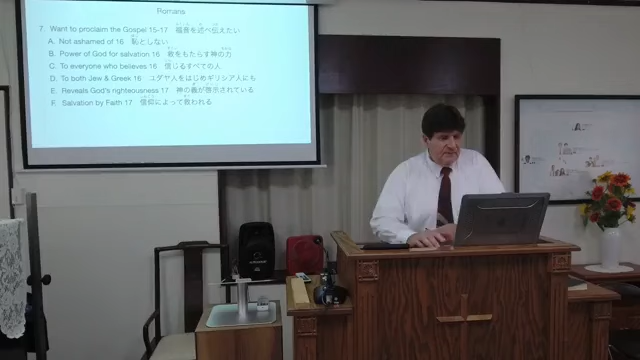 Romans
7. Want to proclaim the Gospel 15-17 福音を述べ伝えたい
A. Not ashamed of 16 恥としない
B. Power of God for salvation 16 救をもたらす神の力
C. To everyone who believes 16 信じるすべての人
D. To both Jew & Greek 16 ユダヤ人をはじめギリシア人にも
E. Reveals God's righteousness 17 神の義が啓示されている
F. Salvation by Faith 17 信仰によって救われる